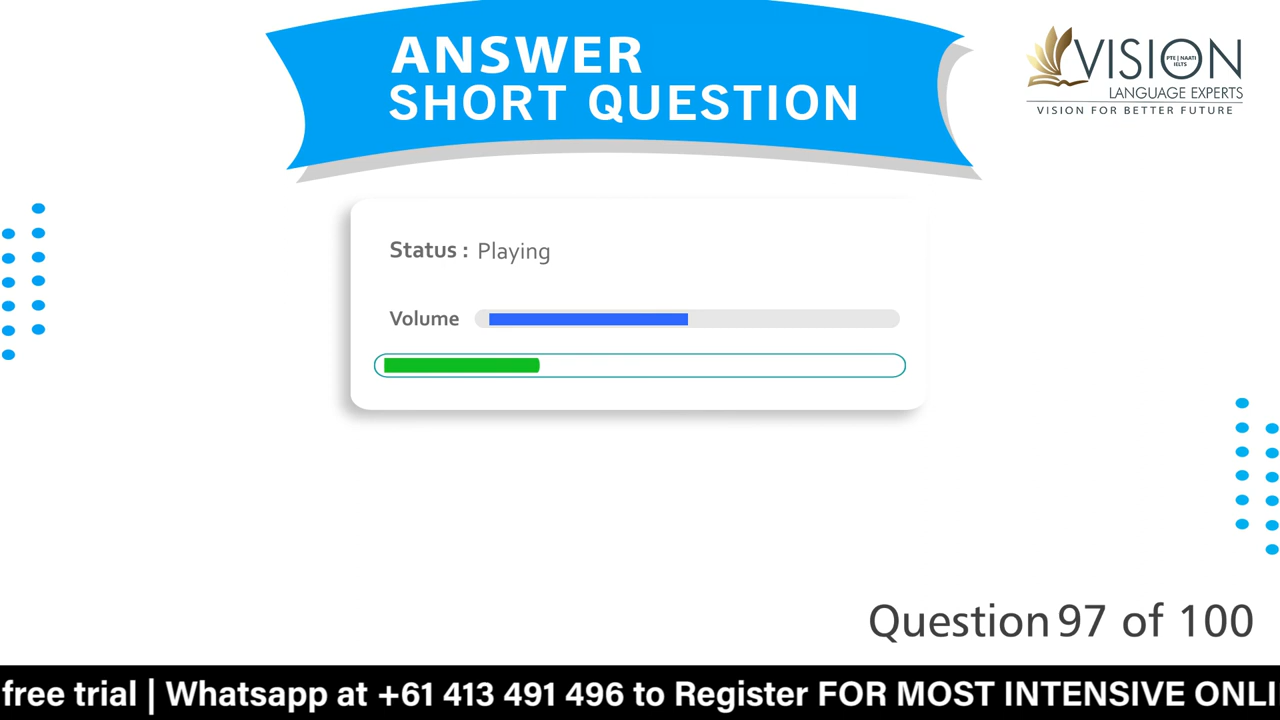 ANSWER
SHORT QUESTION
VISION
PTE | NAATI
IELTS
LANGUAGE EXPERTS
VISION FOR BETTER FUTURE
Status : Playing
Volume
Question 97 of 100
free trial | Whatsapp at +61 413 491 496 to Register FOR MOST INTENSIVE ONLI